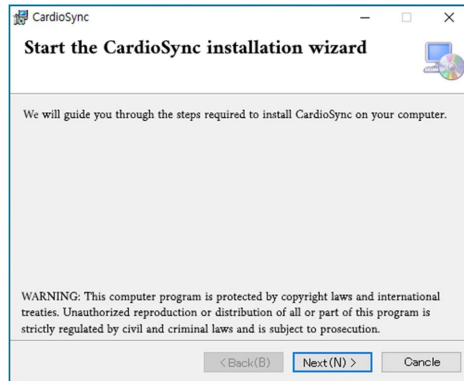 CardioSync
Start the CardioSync installation wizard
We will guide you through the steps required to install CardioSync on your computer.
WARNING: This computer program is protected by copyright laws and international
treaties. Unauthorized reproduction or distribution of all or part of this program is
strictly regulated by civil and criminal laws and is subject to prosecution.
<Back(B) Next(N) > Cancle